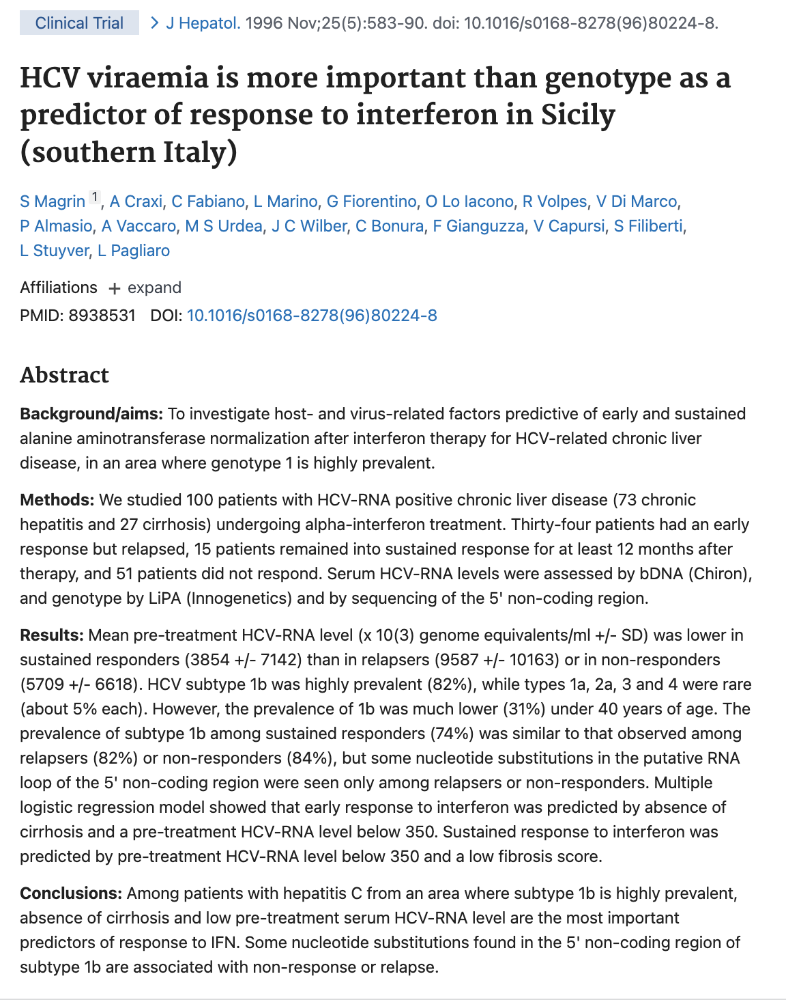 Clinical Trial > J Hepatol. 1996 Nov;25(5):583-90. doi: 10.1016/s0168-8278(96)80224-8.
HCV viraemia is more important than genotype as a
predictor of response to interferon in Sicily
(southern Italy)
S Magrin 1, A Craxi, C Fabiano, L Marino, G Fiorentino, O Lo Iacono, R Volpes, V Di Marco,
P Almasio, A Vaccaro, M S Urdea, J C Wilber, C Bonura, F Gianguzza, V Capursi, S Filiberti,
L Stuyver, L Pagliaro
Affiliations + expand
PMID: 8938531 DOI: 10.1016/s0168-8278(96)80224-8
Abstract
Background/aims: To investigate host- and virus-related factors predictive of early and sustained
alanine aminotransferase normalization after interferon therapy for HCV-related chronic liver
disease, in an area where genotype 1 is highly prevalent.
Methods: We studied 100 patients with HCV-RNA positive chronic liver disease (73 chronic
hepatitis and 27 cirrhosis) undergoing alpha-interferon treatment. Thirty-four patients had an early
response but relapsed, 15 patients remained into sustained response for at least 12 months after
therapy, and 51 patients did not respond. Serum HCV-RNA levels were assessed by bDNA (Chiron),
and genotype by LiPA (Innogenetics) and by sequencing of the 5' non-coding region.
Results: Mean pre-treatment HCV-RNA level (x 10(3) genome equivalents/ml +/- SD) was lower in
sustained responders (3854 +/- 7142) than in relapsers (9587 +/- 10163) or in non-responders
(5709 +/- 6618). HCV subtype 1b was highly prevalent (82%), while types 1a, 2a, 3 and 4 were rare
(about 5% each). However, the prevalence of 1b was much lower (31%) under 40 years of age. The
prevalence of subtype 1b among sustained responders (74%) was similar to that observed among
relapsers (82%) or non-responders (84%), but some nucleotide substitutions in the putative RNA
loop of the 5' non-coding region were seen only among relapsers or non-responders. Multiple
logistic regression model showed that early response to interferon was predicted by absence of
cirrhosis and a pre-treatment HCV-RNA level below 350. Sustained response to interferon was
predicted by pre-treatment HCV-RNA level below 350 and a low fibrosis score.
Conclusions: Among patients with hepatitis C from an area where subtype 1b is highly prevalent,
absence of cirrhosis and low pre-treatment serum HCV-RNA level are the most important
predictors of response to IFN. Some nucleotide substitutions found in the 5' non-coding region of
subtype 1b are associated with non-response or relapse.